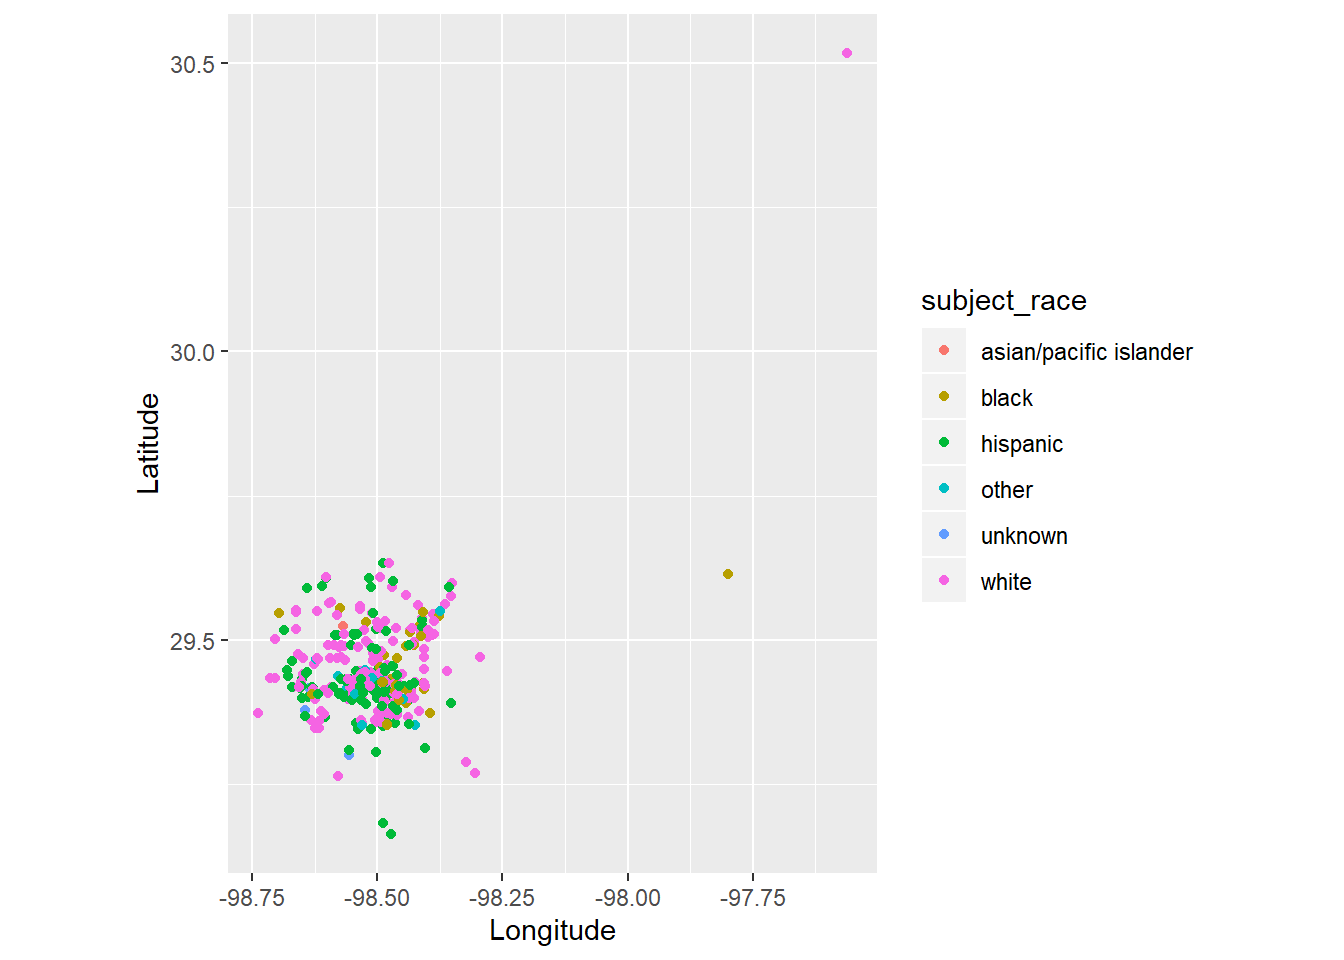 30.5
30.0
29.5
Latitude
-98.75
-98.50
-98.25
-98.00
-97.75
Longitude
subject_race
asian/pacific islander
black
hispanic
other
unknown
white